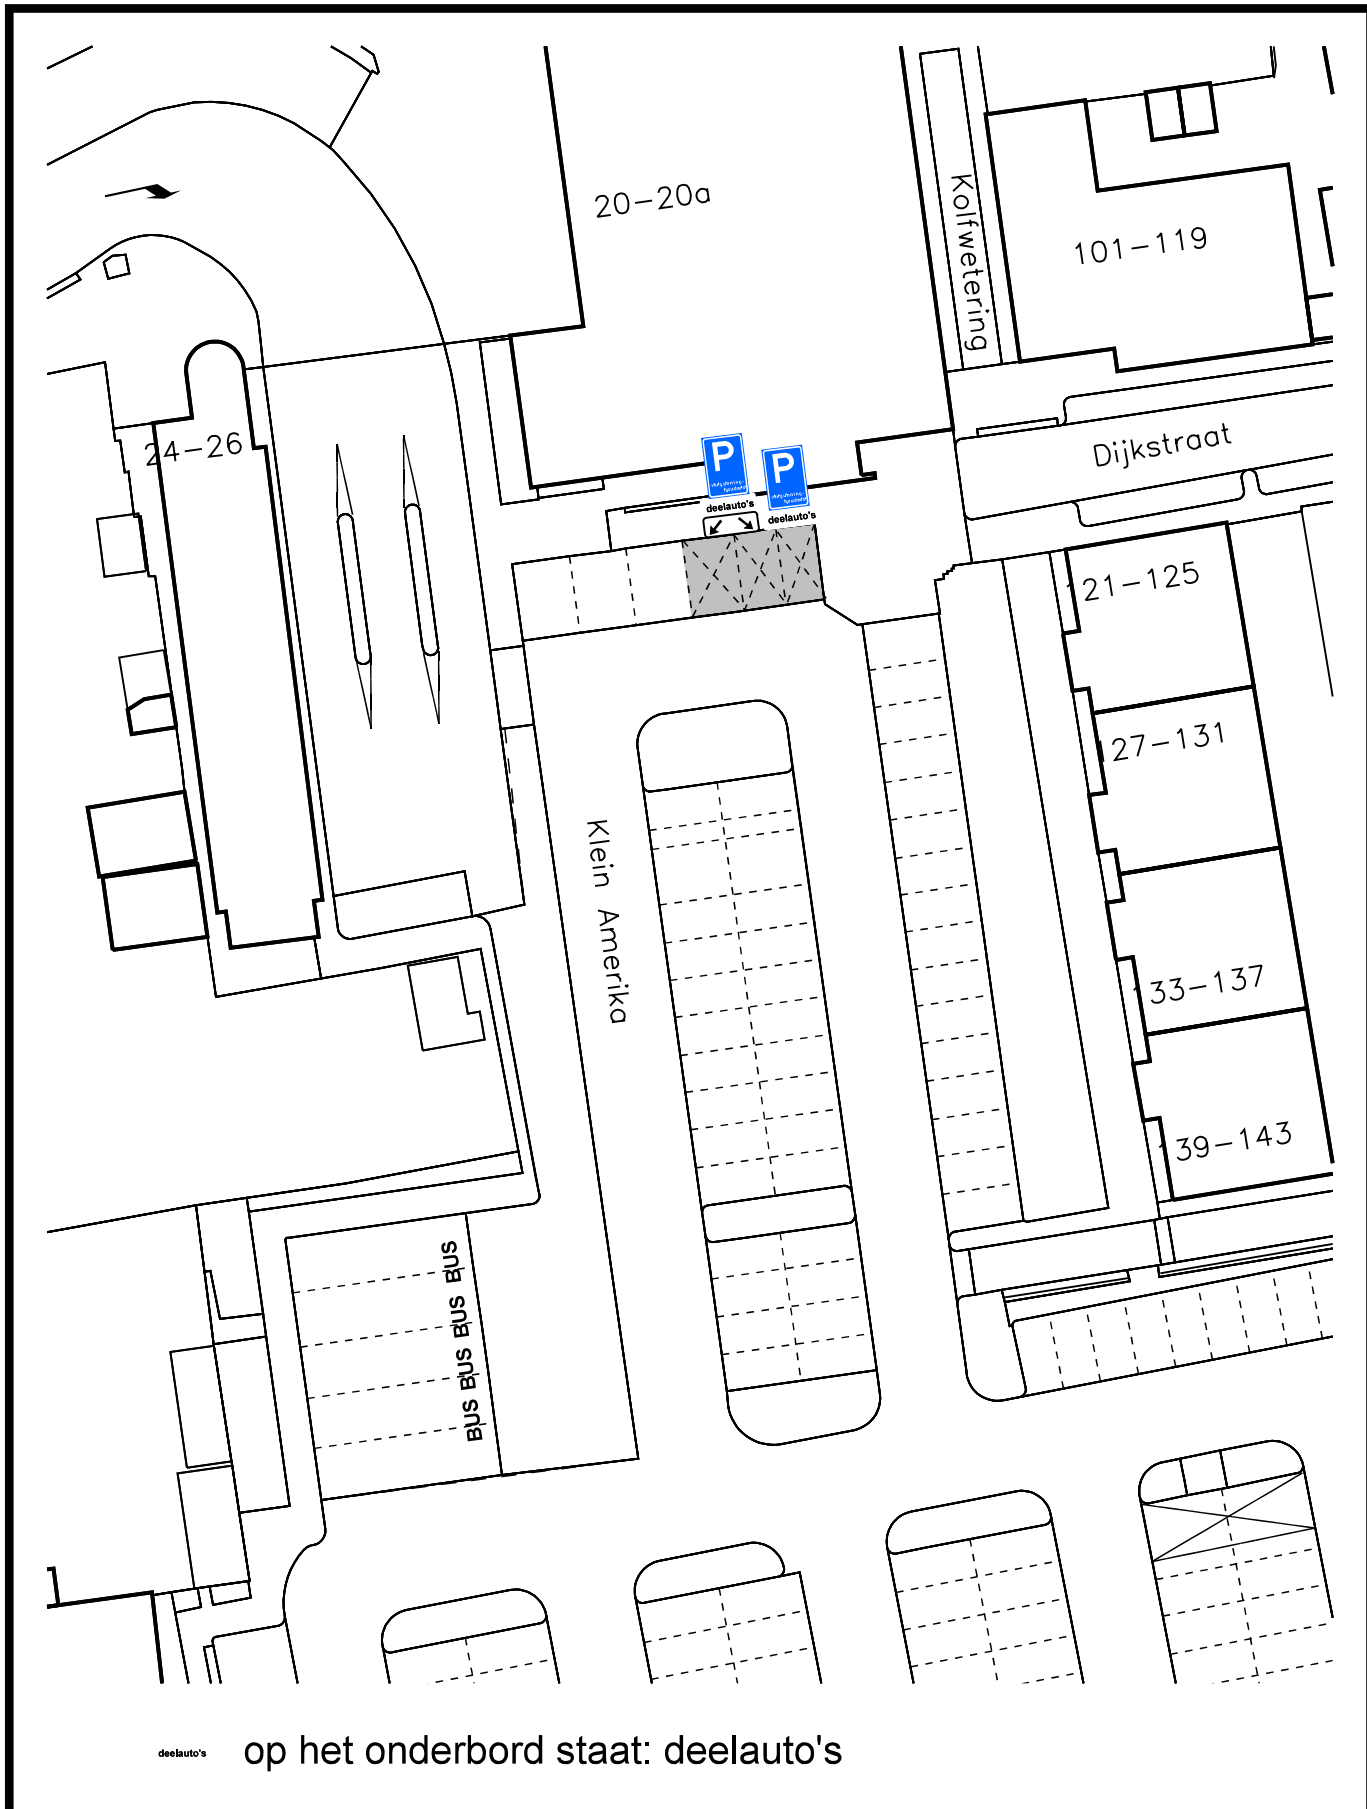 20-20a
Kolfwetering
101-119
24-26
Dijkstraat
P
P
deelauto's
deelauto's
21-125
27-131
Klein Amerika
33-137
39-143
BUS
BUS
BUS
BUS
deelauto's op het onderbord staat: deelauto's